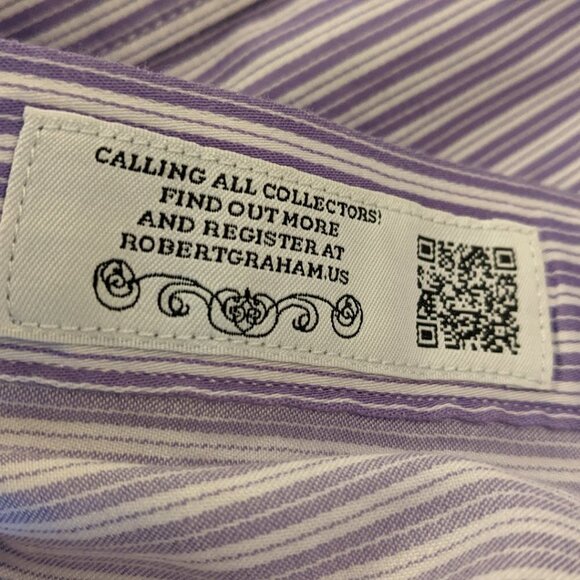 CALLING ALL COLLECTORS!
FIND OUT MORE
AND REGISTER AT
ROBERTGRAHAM.US